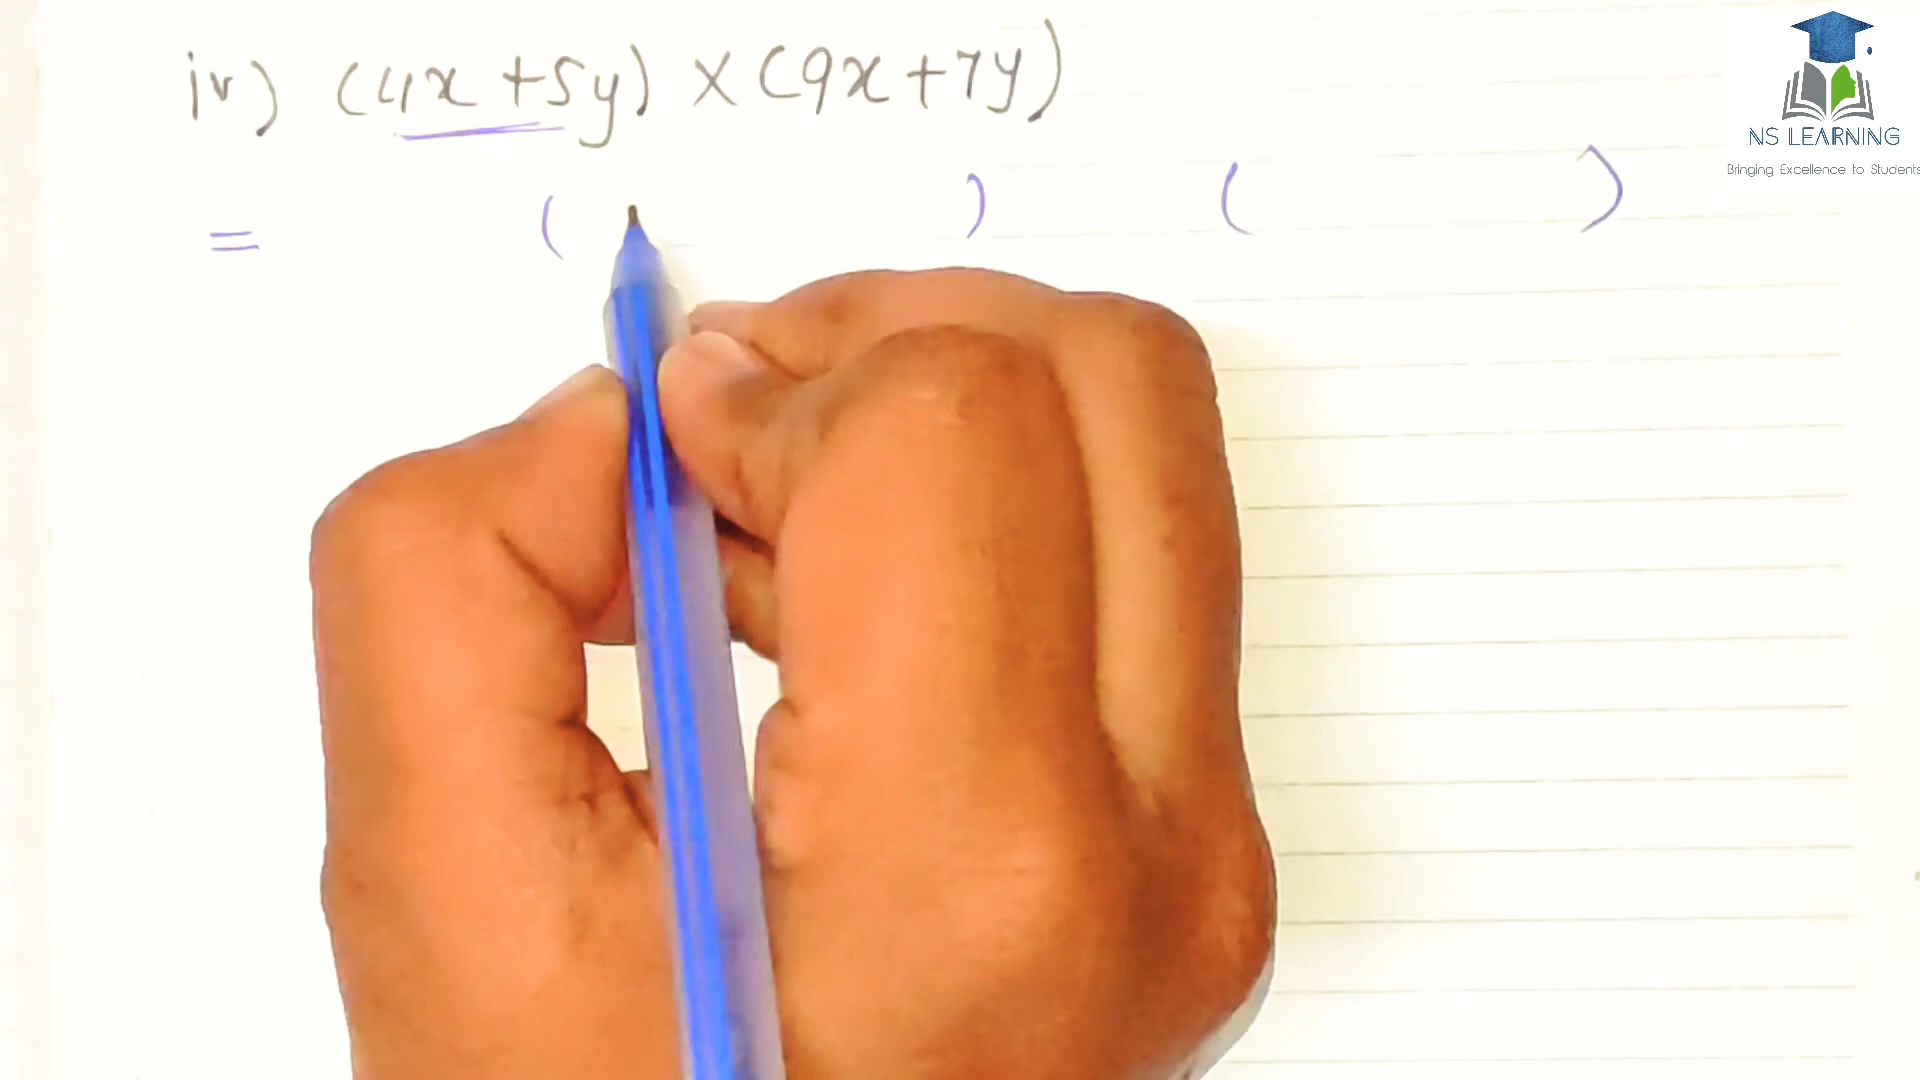 iv) (4x + 5y) × (9x + 7y)
= ( ) ( )
NS LEARNING
Bringing Excellence to Students